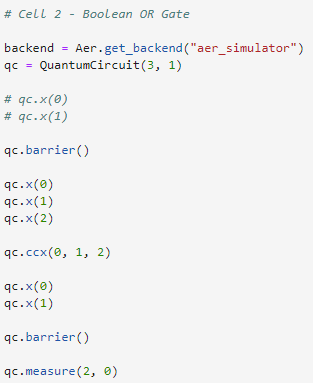 # Cell 2 - Boolean OR Gate
backend = Aer.get_backend("aer_simulator")
qc = QuantumCircuit(3, 1)
# qc.x(0)
# qc.x(1)
qc.barrier()
qc.x(0)
qc.x(1)
qc.x(2)
qc.ccx(0, 1, 2)
qc.x(0)
qc.x(1)
qc.barrier()
qc.measure(2, 0)